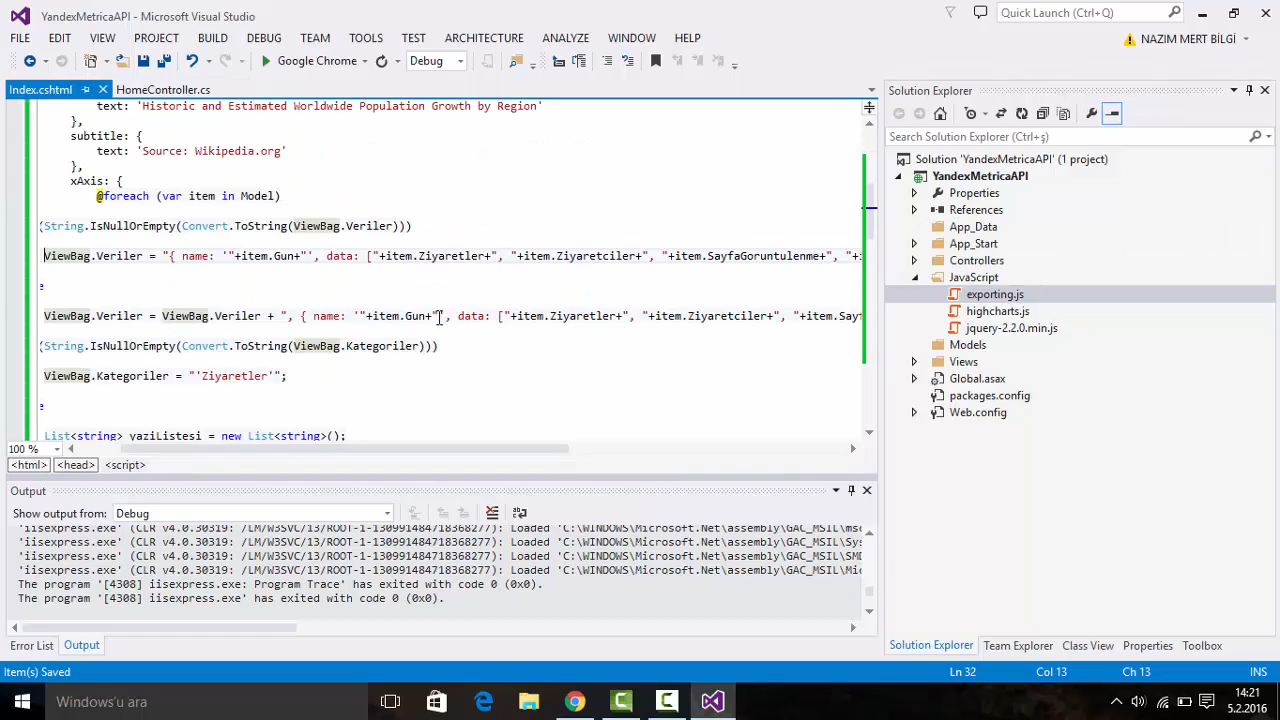 YandexMetricaAPI - Microsoft Visual Studio
Quick Launch (Ctrl+Q)
FILE EDIT VIEW PROJECT BUILD DEBUG TEAM TOOLS TEST ARCHITECTURE ANALYZE WINDOW HELP
NAZIM MERT BİLGİ
Google Chrome
Debug
Index.cshtml
HomeController.cs
text: 'Historic and Estimated Worldwide Population Growth by Region'
},
subtitle: {
text: 'Source: Wikipedia.org'
},
xAxis: {
@foreach (var item in Model)
(String.IsNullOrEmpty(Convert.ToString(ViewBag.Veriler)))
ViewBag.Veriler = "{ name: '"+item.Gun+"', data: ["+item.Ziyaretler+", "+item.Ziyaretciler+", "+item.SayfaGoruntulenme+", "+i
e
ViewBag.Veriler = ViewBag.Veriler + ", { name: '"+item.Gun+"', data: ["+item.Ziyaretler+", "+item.Ziyaretciler+", "+item.Sayf
(String.IsNullOrEmpty(Convert.ToString(ViewBag.Kategoriler)))
ViewBag.Kategoriler = "'Ziyaretler'";
e
List<string> yaziListesi = new List<string>();
100 %
<html> <head> <script>
Output
Show output from: Debug
'iisexpress.exe' (CLR v4.0.30319: /LM/W3SVC/13/ROOT-1-130991484718368277): Loaded 'C:\WINDOWS\Microsoft.Net\assembly\GAC_MSIL\
'iisexpress.exe' (CLR v4.0.30319: /LM/W3SVC/13/ROOT-1-130991484718368277): Loaded 'C:\WINDOWS\Microsoft.Net\assembly\GAC_MSIL\Sys
'iisexpress.exe' (CLR v4.0.30319: /LM/W3SVC/13/ROOT-1-130991484718368277): Loaded 'C:\WINDOWS\Microsoft.Net\assembly\GAC_MSIL\SMD
'iisexpress.exe' (CLR v4.0.30319: /LM/W3SVC/13/ROOT-1-130991484718368277): Loaded 'C:\WINDOWS\Microsoft.Net\assembly\GAC_MSIL\Mic
The program '[4308] iisexpress.exe: Program Trace' has exited with code 0 (0x0).
The program '[4308] iisexpress.exe' has exited with code 0 (0x0).
Error List Output
Solution Explorer
Search Solution Explorer (Ctrl+ş)
Solution 'YandexMetricaAPI' (1 project)
YandexMetricaAPI
Properties
References
App_Data
App_Start
Controllers
JavaScript
exporting.js
highcharts.js
jquery-2.2.0.min.js
Models
Views
Global.asax
packages.config
Web.config
Solution Explorer Team Explorer Class View Properties Toolbox
Item(s) Saved
Ln 32 Col 13 Ch 13 INS
Windows'u ara
14:21
5.2.2016